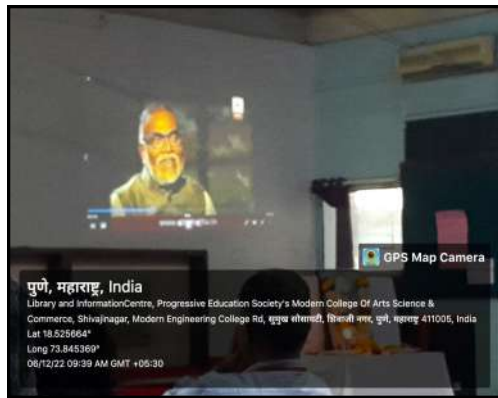 GPS Map Camera
पुणे, महाराष्ट्र, India
Library and InformationCentre, Progressive Education Society's Modern College Of Arts Science &
Commerce, Shivajinagar, Modern Engineering College Rd, सुमुख सोसायटी, शिवाजी नगर, पुणे, महाराष्ट्र 411005, India
Lat 18.525664°
Long 73.845369°
06/12/22 09:39 AM GMT +05:30